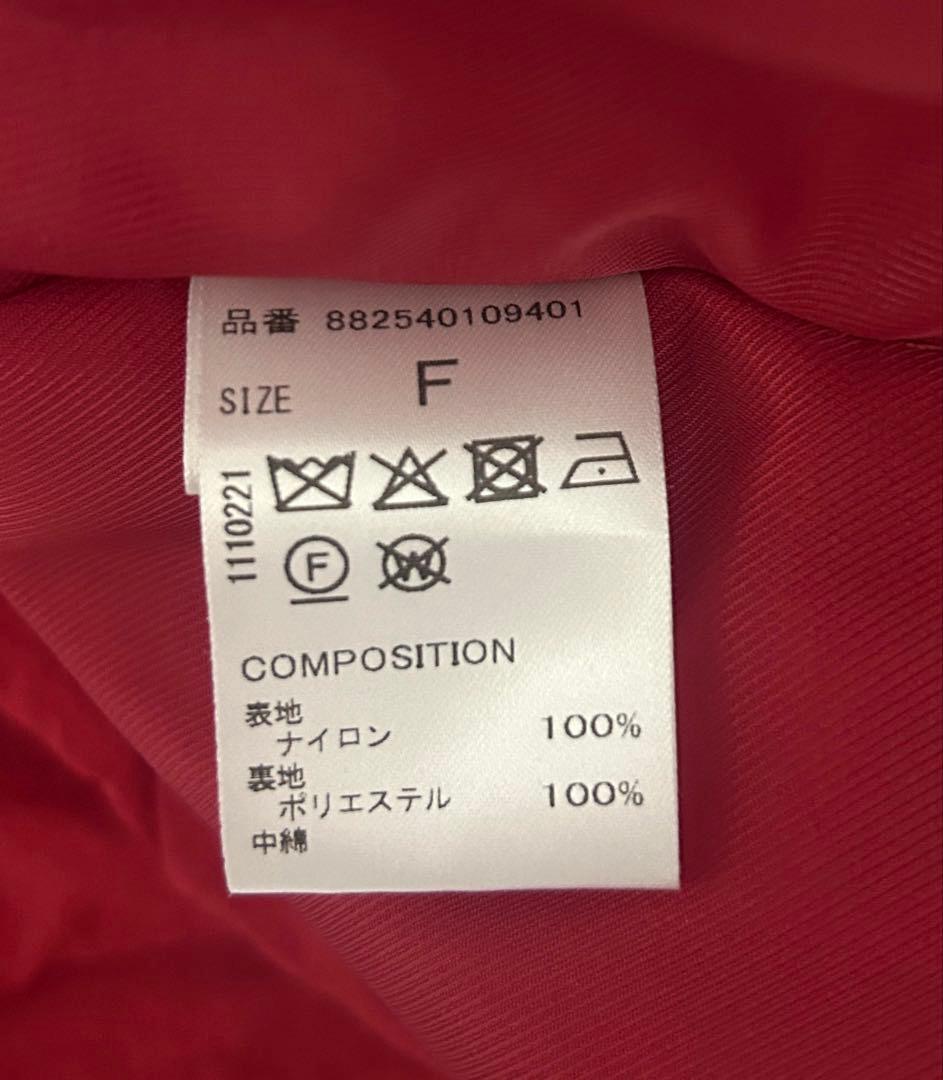 品番 882540109401
SIZE F
1110221
F
W
COMPOSITION
表地
ナイロン 100%
裏地
ポリエステル 100%
中綿